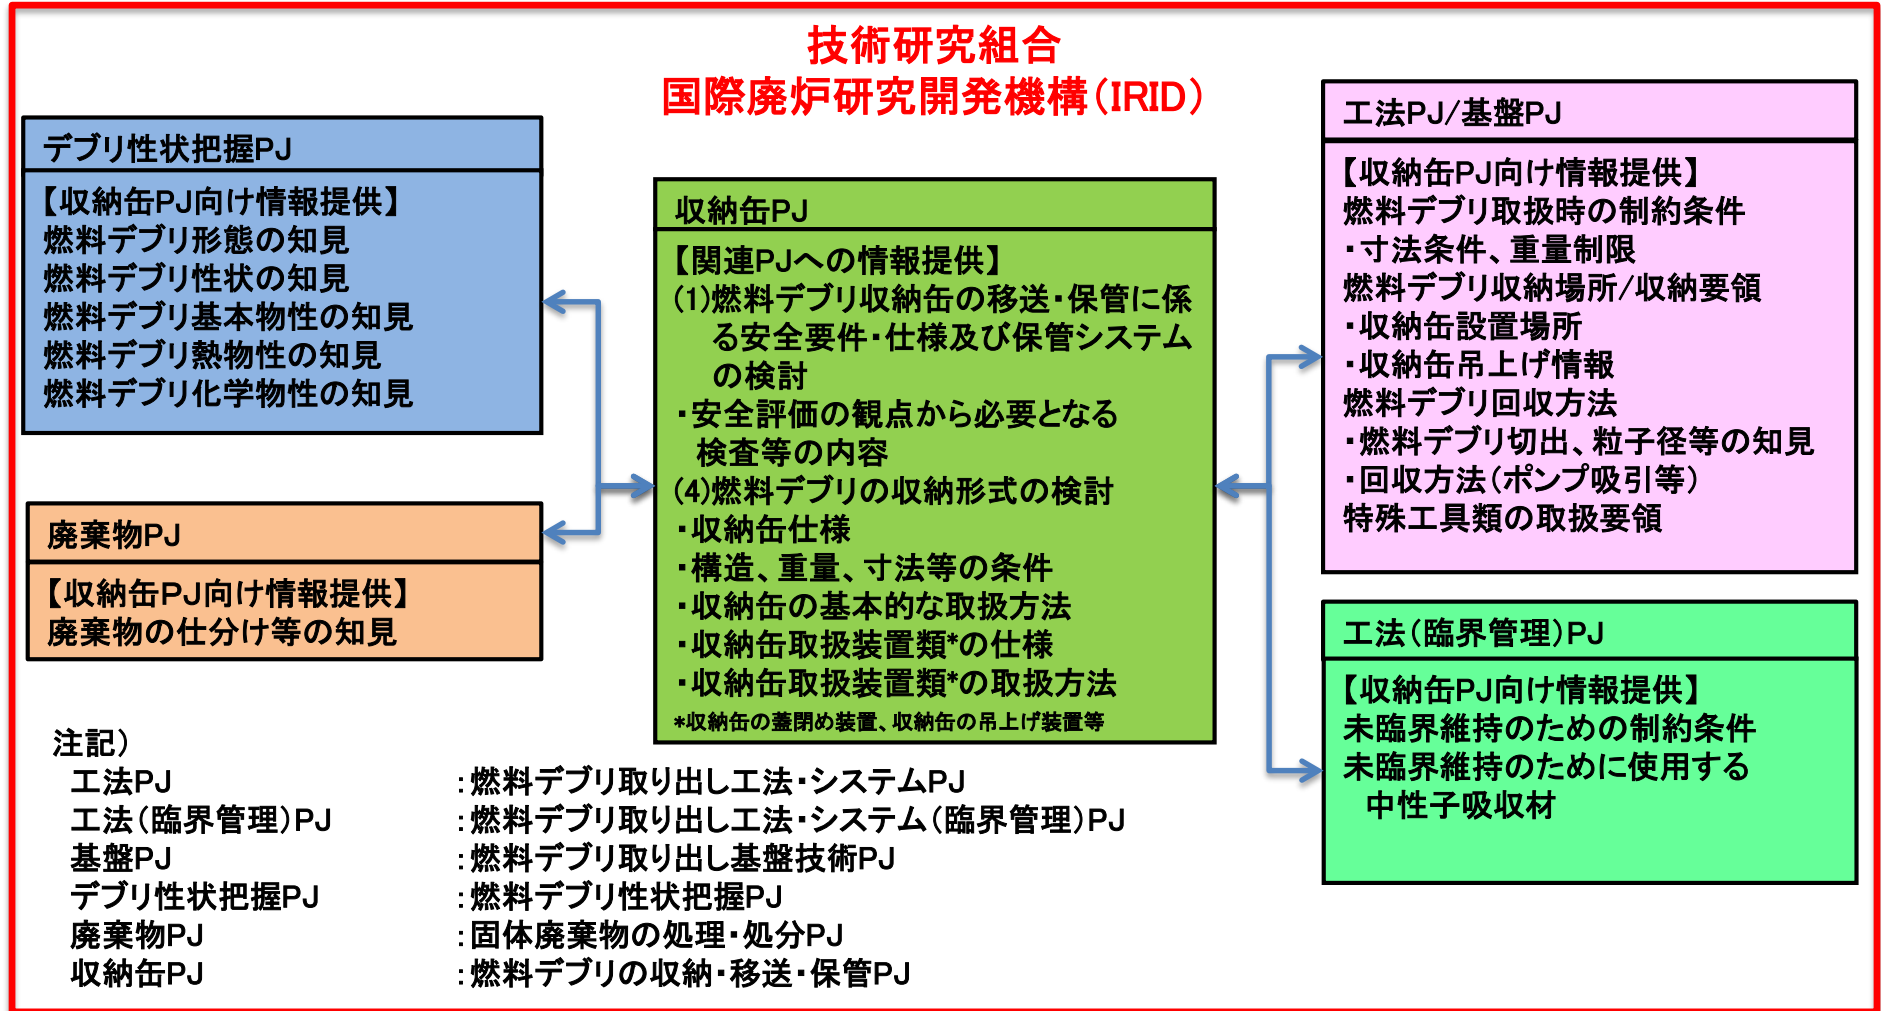 技術研究組合
国際廃炉研究開発機構(IRID)
デブリ性状把握PJ
【収納缶PJ向け情報提供】
燃料デブリ形態の知見
燃料デブリ性状の知見
燃料デブリ基本物性の知見
燃料デブリ熱物性の知見
燃料デブリ化学物性の知見
廃棄物PJ
【収納缶PJ向け情報提供】
廃棄物の仕分け等の知見
収納缶PJ
【関連PJへの情報提供】
(1)燃料デブリ収納缶の移送・保管に係
る安全要件・仕様及び保管システム
の検討
・安全評価の観点から必要となる
検査等の内容
(4)燃料デブリの収納形式の検討
・収納缶仕様
・構造、重量、寸法等の条件
・収納缶の基本的な取扱方法
・収納缶取扱装置類*の仕様
・収納缶取扱装置類*の取扱方法
*収納缶の蓋閉め装置、収納缶の吊上げ装置等
工法PJ/基盤PJ
【収納缶PJ向け情報提供】
燃料デブリ取扱時の制約条件
・寸法条件、重量制限
燃料デブリ収納場所/収納要領
・収納缶設置場所
・収納缶吊上げ情報
燃料デブリ回収方法
・燃料デブリ切出、粒子径等の知見
・回収方法(ポンプ吸引等)
特殊工具類の取扱要領
工法(臨界管理)PJ
【収納缶PJ向け情報提供】
未臨界維持のための制約条件
未臨界維持のために使用する
中性子吸収材
注記)
工法PJ :燃料デブリ取り出し工法・システムPJ
工法(臨界管理)PJ :燃料デブリ取り出し工法・システム(臨界管理)PJ
基盤PJ :燃料デブリ取り出し基盤技術PJ
デブリ性状把握PJ :燃料デブリ性状把握PJ
廃棄物PJ :固体廃棄物の処理・処分PJ
収納缶PJ :燃料デブリの収納・移送・保管PJ